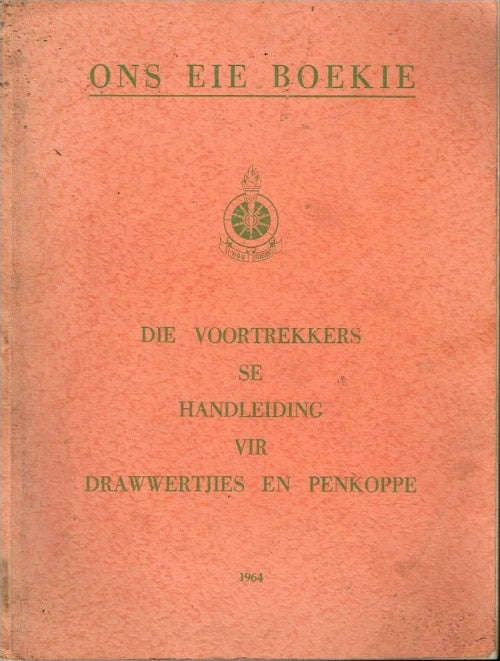 ONS EIE BOEKIE
DIE VOORTREKKERS
SE
HANDLEIDING
VIR
DRAWWERTJIES EN PENKOPPE
1964